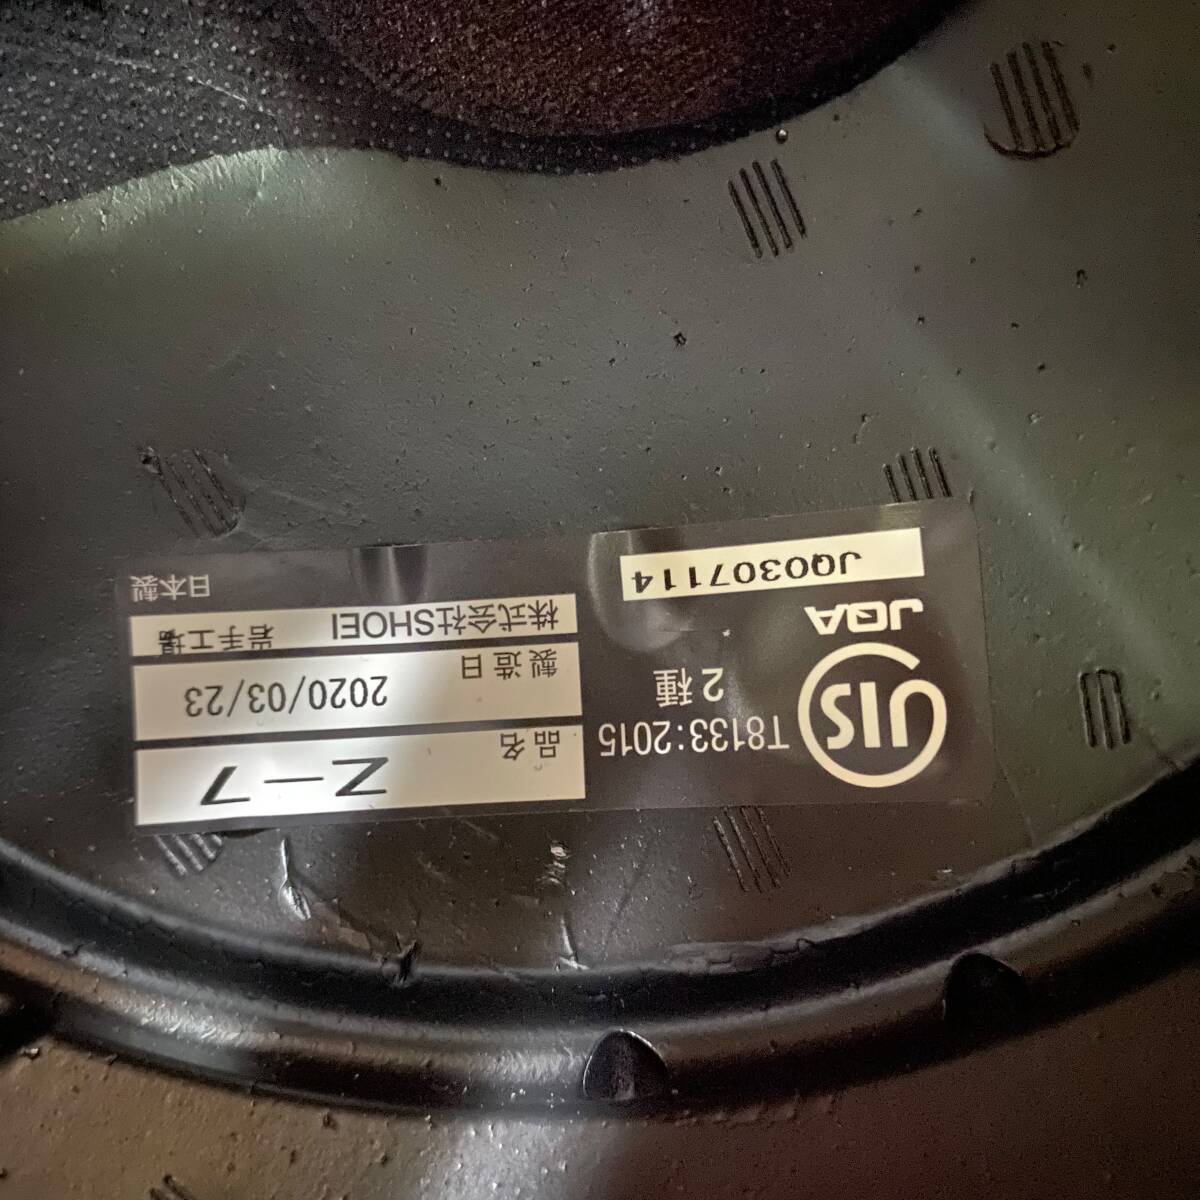 JIS
T8133:2015
2種
JQA
JQ0307114
品名 Z-7
製造日 2020/03/23
株式会社SHOEI 岩手工場
日本製